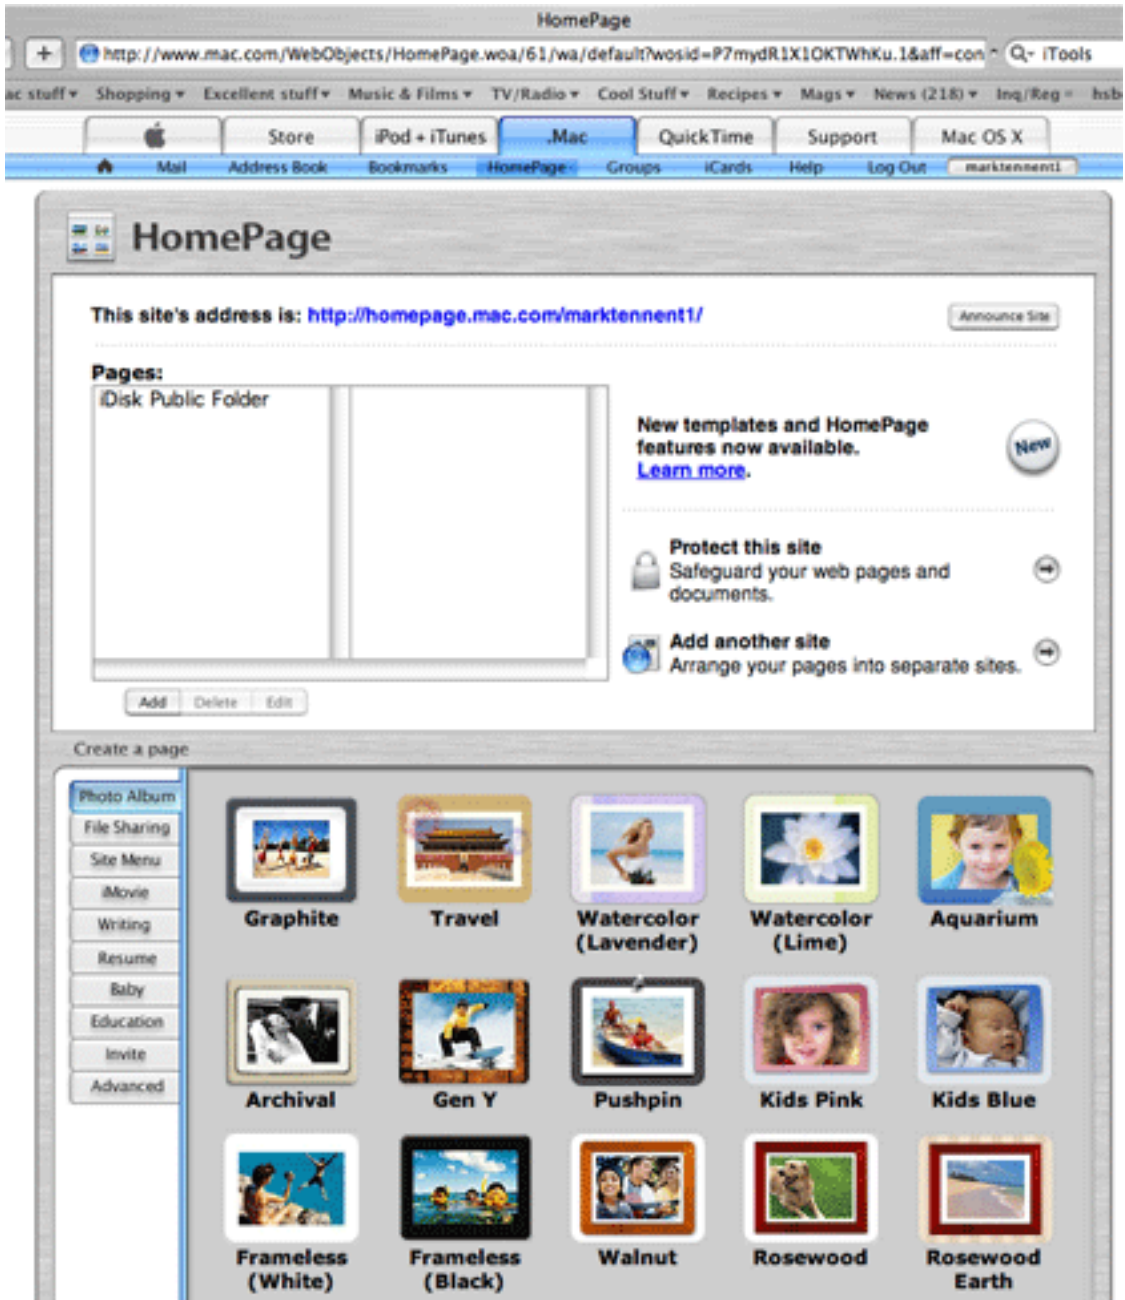 HomePage
+ http://www.mac.com/WebObjects/HomePage.woa/61/wa/default?wosid=P7mydR1X1OKTWhKu.1&aff=con Q- iTools
ac stuff Shopping Excellent stuff Music & Films TV/Radio Cool Stuff Recipes Mags News (218) Inq/Reg hsb
Store iPod + iTunes .Mac QuickTime Support Mac OS X
Mail Address Book Bookmarks HomePage Groups iCards Help Log Out marktennent1
HomePage
This site's address is: http://homepage.mac.com/marktennent1/ Announce Site
Pages:
iDisk Public Folder
New templates and HomePage
features now available.
Learn more.
New
Protect this site
Safeguard your web pages and
documents.
Add another site
Arrange your pages into separate sites.
Add Delete Edit
Create a page
Photo Album
File Sharing
Site Menu
iMovie
Writing
Resume
Baby
Education
Invite
Advanced
Graphite Travel Watercolor (Lavender) Watercolor (Lime) Aquarium
Archival Gen Y Pushpin Kids Pink Kids Blue
Frameless (White) Frameless (Black) Walnut Rosewood Rosewood Earth